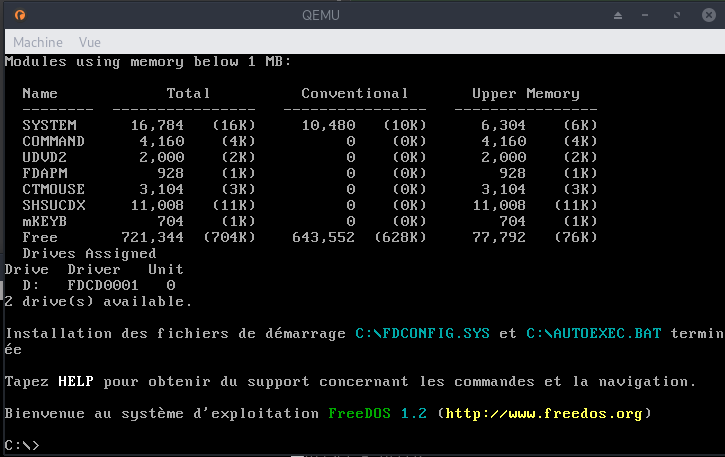 QEMU
Machine Vue
Modules using memory below 1 MB:
Name Total Conventional Upper Memory
-------- ---------------- ---------------- ----------------
SYSTEM 16,784 (16K) 10,480 (10K) 6,304 (6K)
COMMAND 4,160 (4K) 0 (0K) 4,160 (4K)
UDVD2 2,000 (2K) 0 (0K) 2,000 (2K)
FDAPM 928 (1K) 0 (0K) 928 (1K)
CTMOUSE 3,104 (3K) 0 (0K) 3,104 (3K)
SHSUCDX 11,008 (11K) 0 (0K) 11,008 (11K)
mKEYB 704 (1K) 0 (0K) 704 (1K)
Free 721,344 (704K) 643,552 (628K) 77,792 (76K)
Drives Assigned
Drive Driver Unit
D: FDCD0001 0
2 drive(s) available.
Installation des fichiers de démarrage C:\FDCONFIG.SYS et C:\AUTOEXEC.BAT termin
ée
Tapez HELP pour obtenir du support concernant les commandes et la navigation.
Bienvenue au système d'exploitation FreeDOS 1.2 (http://www.freedos.org)
C:\>